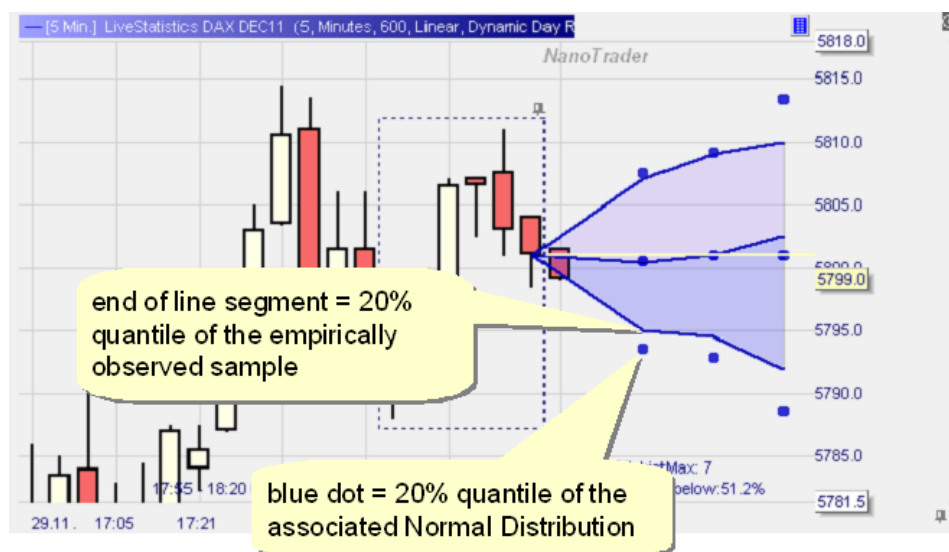 [5 Min.] LiveStatistics DAX DEC11 (5, Minutes, 600, Linear, Dynamic Day R
5818.0
NanoTrader
5815.0
5810.0
5805.0
5800.0
5799.0
end of line segment = 20%
quantile of the empirically
observed sample
5795.0
5790.0
5785.0
Max: 7
17:55 - 18:20
below:51.2%
blue dot = 20% quantile of the
associated Normal Distribution
5781.5
29.11. 17:05 17:21